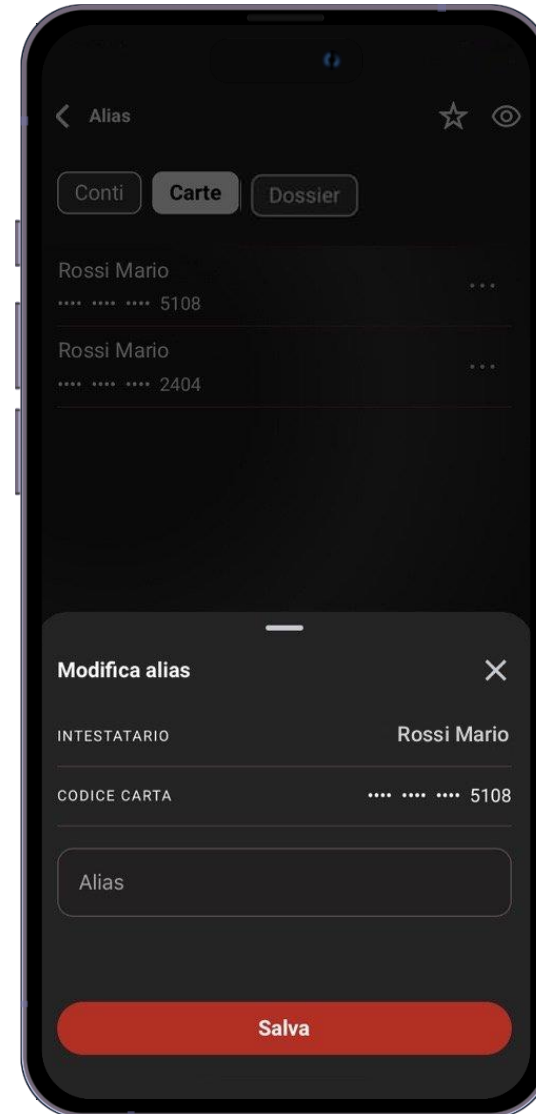 Alias
Conti Carte Dossier
Rossi Mario
•••• •••• •••• 5108
Rossi Mario
•••• •••• •••• 2404
Modifica alias
INTESTATARIO Rossi Mario
CODICE CARTA •••• •••• •••• 5108
Alias
Salva